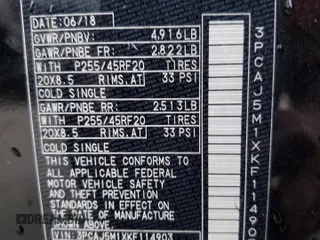 DATE: 06/18
GVWR/PNBV: 4,916LB
GAWR/PNBE FR: 2,822LB
WITH P255/45RF20 TIRES
20X8.5 RIMS,AT 33 PSI
COLD SINGLE
GAWR/PNBE RR: 2,513LB
WITH P255/45RF20 TIRES
20X8.5 RIMS,AT 33 PSI
COLD SINGLE
THIS VEHICLE CONFORMS TO
ALL APPLICABLE FEDERAL
MOTOR VEHICLE SAFETY
AND THEFT PREVENTION
STANDARDS IN EFFECT ON
THE DATE OF MANUFACTURE
SHOWN ABOVE.
VIN: 3PCAJ5M1XKF114903
3PCAJ5M1XKF114903